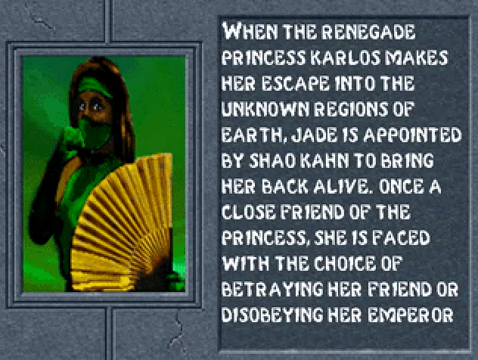 WHEN THE RENEGADE
PRINCESS KARLOS MAKES
HER ESCAPE INTO THE
UNKNOWN REGIONS OF
EARTH, JADE IS APPOINTED
BY SHAO KAHN TO BRING
HER BACK ALIVE. ONCE A
CLOSE FRIEND OF THE
PRINCESS, SHE IS FACED
WITH THE CHOICE OF
BETRAYING HER FRIEND OR
DISOBEYING HER EMPEROR